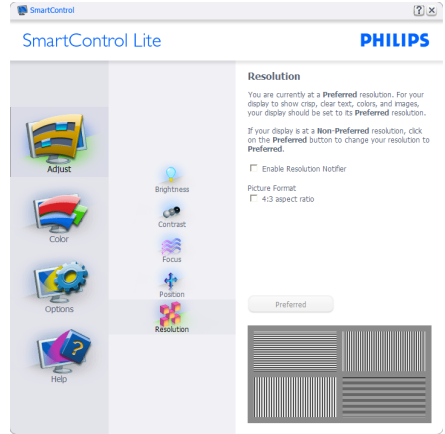 SmartControl
SmartControl Lite
PHILIPS
Adjust
Color
Options
Help
Brightness
Contrast
Focus
Position
Resolution
Resolution
You are currently at a Preferred resolution. For your
display to show crisp, clear text, colors, and images,
your display should be set to its Preferred resolution.
If your display is at a Non-Preferred resolution, click
on the Preferred button to change your resolution to
Preferred.
Enable Resolution Notifier
Picture Format
4:3 aspect ratio
Preferred